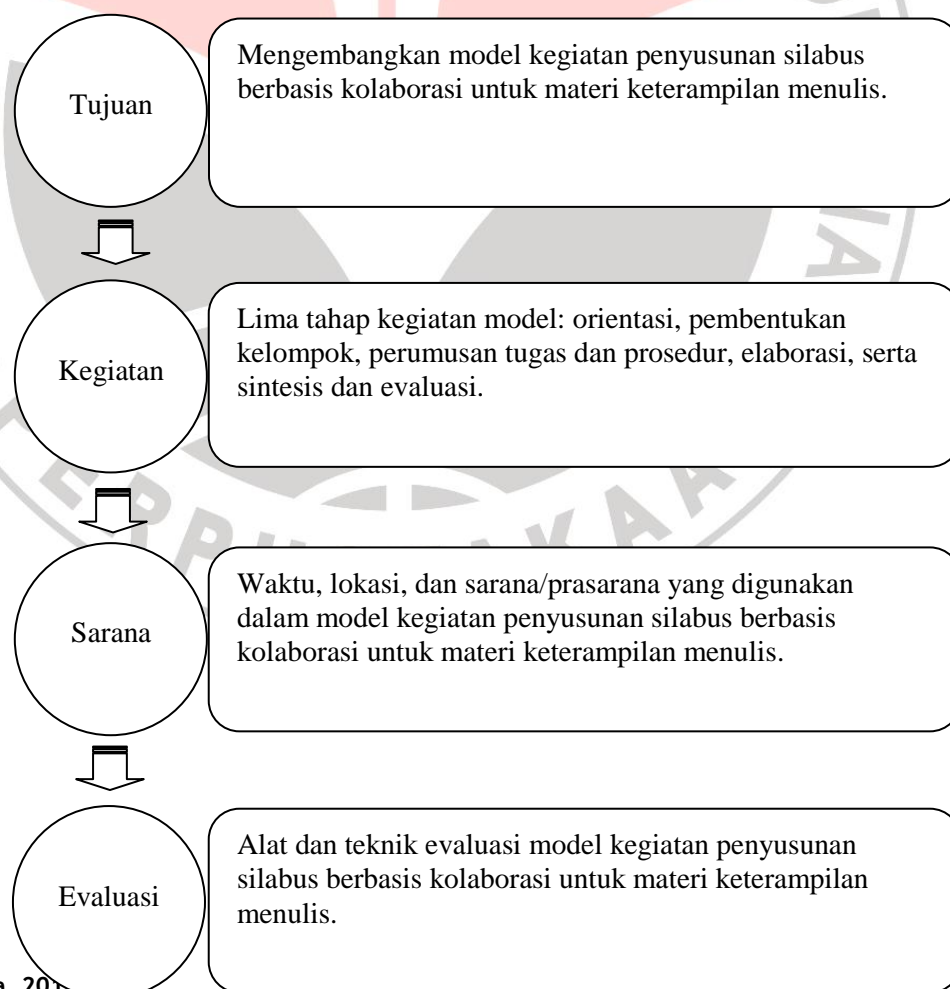 Tujuan
Mengembangkan model kegiatan penyusunan silabus
berbasis kolaborasi untuk materi keterampilan menulis.
Kegiatan
Lima tahap kegiatan model: orientasi, pembentukan
kelompok, perumusan tugas dan prosedur, elaborasi, serta
sintesis dan evaluasi.
Sarana
Waktu, lokasi, dan sarana/prasarana yang digunakan
dalam model kegiatan penyusunan silabus berbasis
kolaborasi untuk materi keterampilan menulis.
Evaluasi
Alat dan teknik evaluasi model kegiatan penyusunan
silabus berbasis kolaborasi untuk materi keterampilan
menulis.